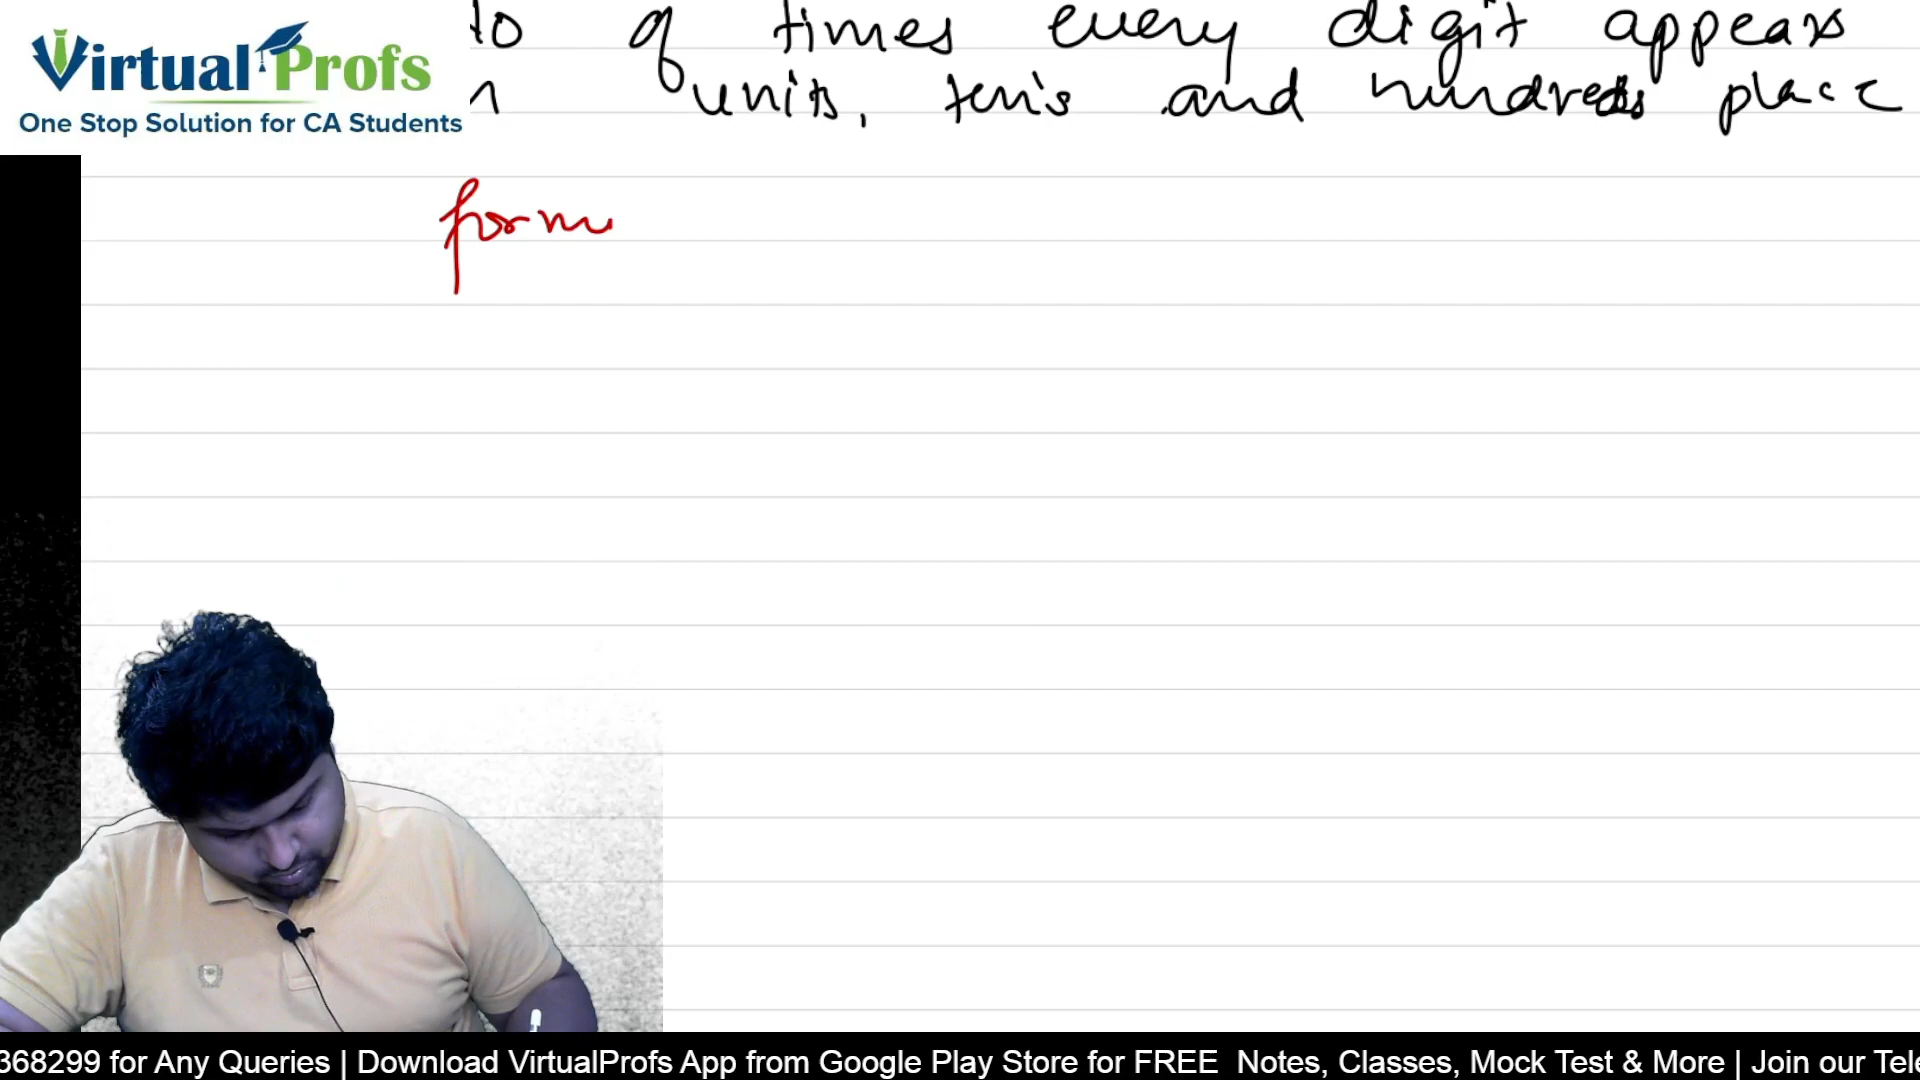 Virtual Profs
One Stop Solution for CA Students
of times every digit appears
units, ten's and hundreds place
form
368299 for Any Queries | Download VirtualProfs App from Google Play Store for FREE Notes, Classes, Mock Test & More | Join our Tele